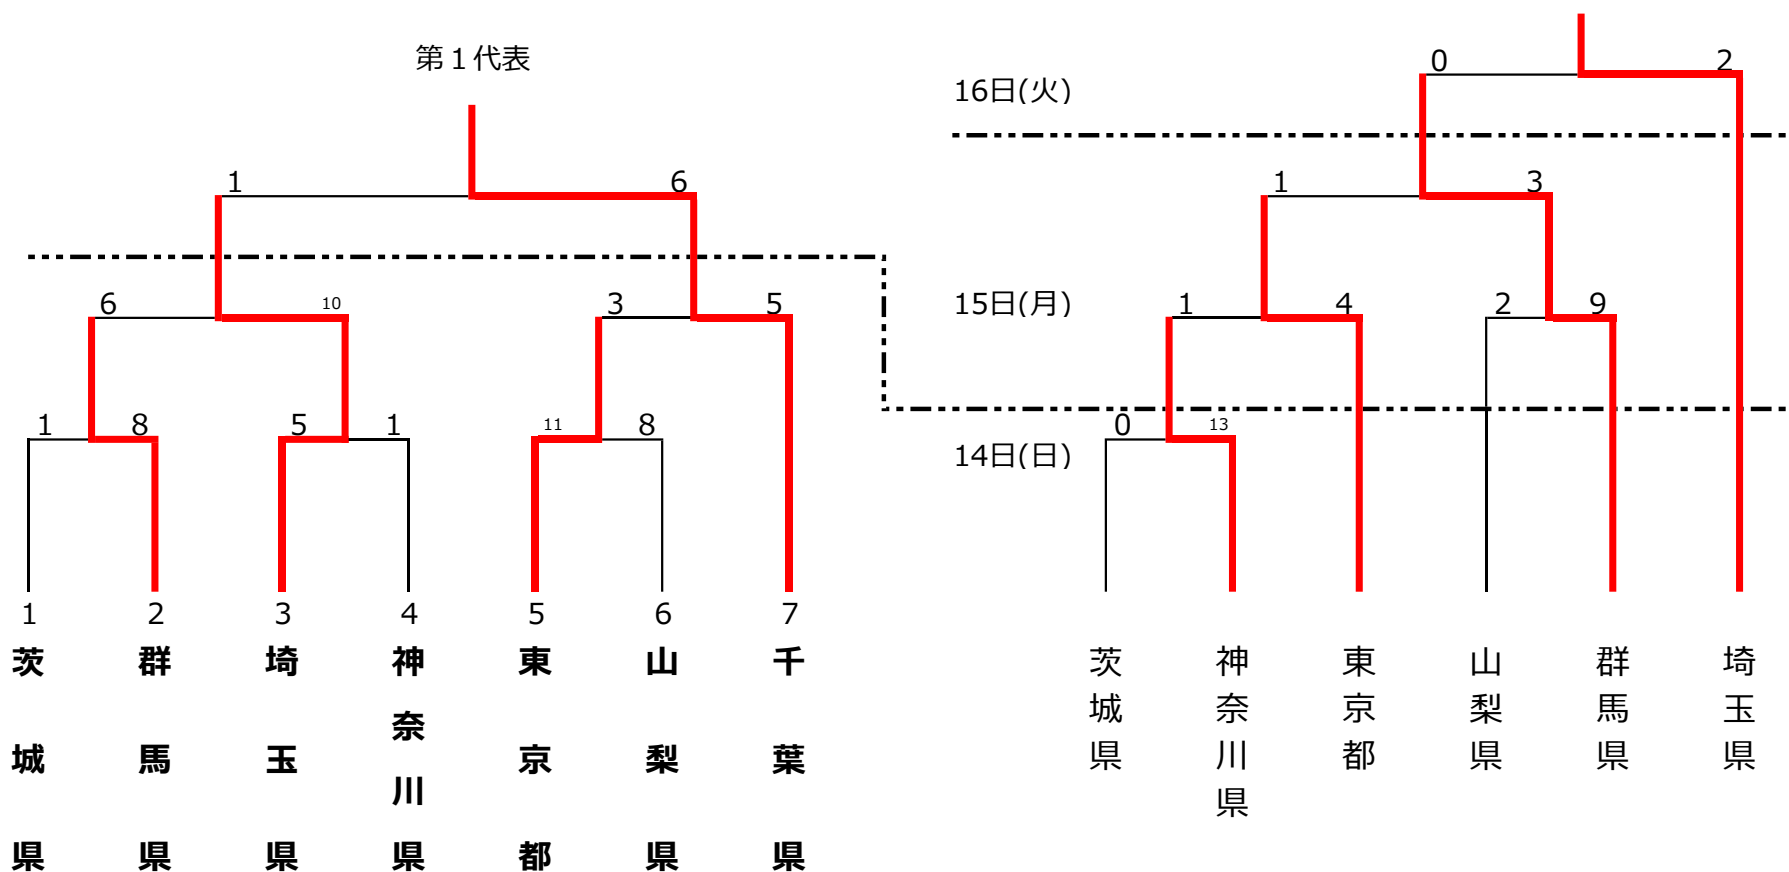 第１代表
1 6
6 10 3 5
1 8 5 1 11 8
1 2 3 4 5 6 7
茨城県
群馬県
埼玉県
神奈川県
東京都
山梨県
千葉県
0 2
16日(火)
1 3
15日(月)
1 4 2 9
0 13
14日(日)
茨城県
神奈川県
東京都
山梨県
群馬県
埼玉県